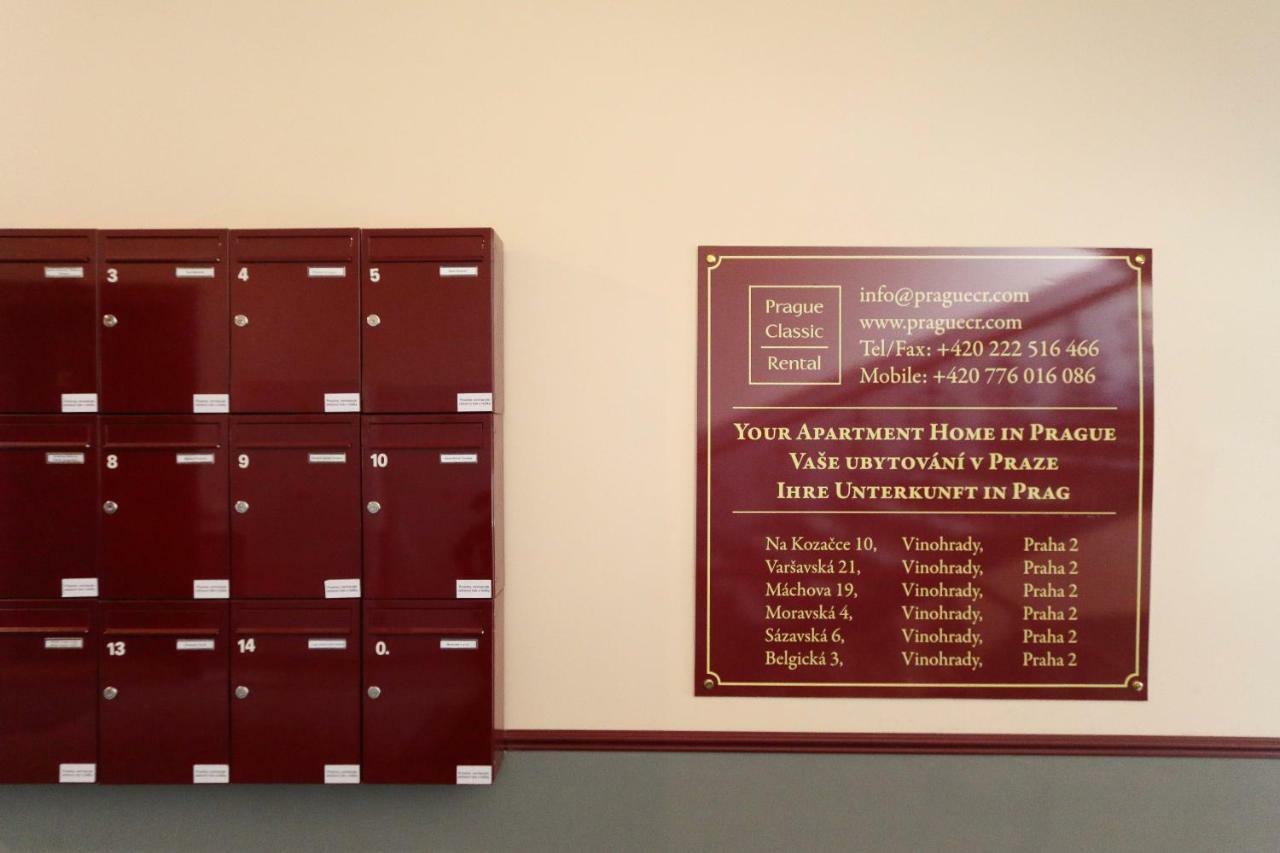 3
4
5
8
9
10
13
14
0.
Prague
Classic
Rental
info@praguecr.com
www.praguecr.com
Tel/Fax: +420 222 516 466
Mobile: +420 776 016 086
Your Apartment Home in Prague
Vaše ubytování v Praze
Ihre Unterkunft in Prag
Na Kozačce 10, Vinohrady, Praha 2
Varšavská 21, Vinohrady, Praha 2
Máchova 19, Vinohrady, Praha 2
Moravská 4, Vinohrady, Praha 2
Sázavská 6, Vinohrady, Praha 2
Belgická 3, Vinohrady, Praha 2